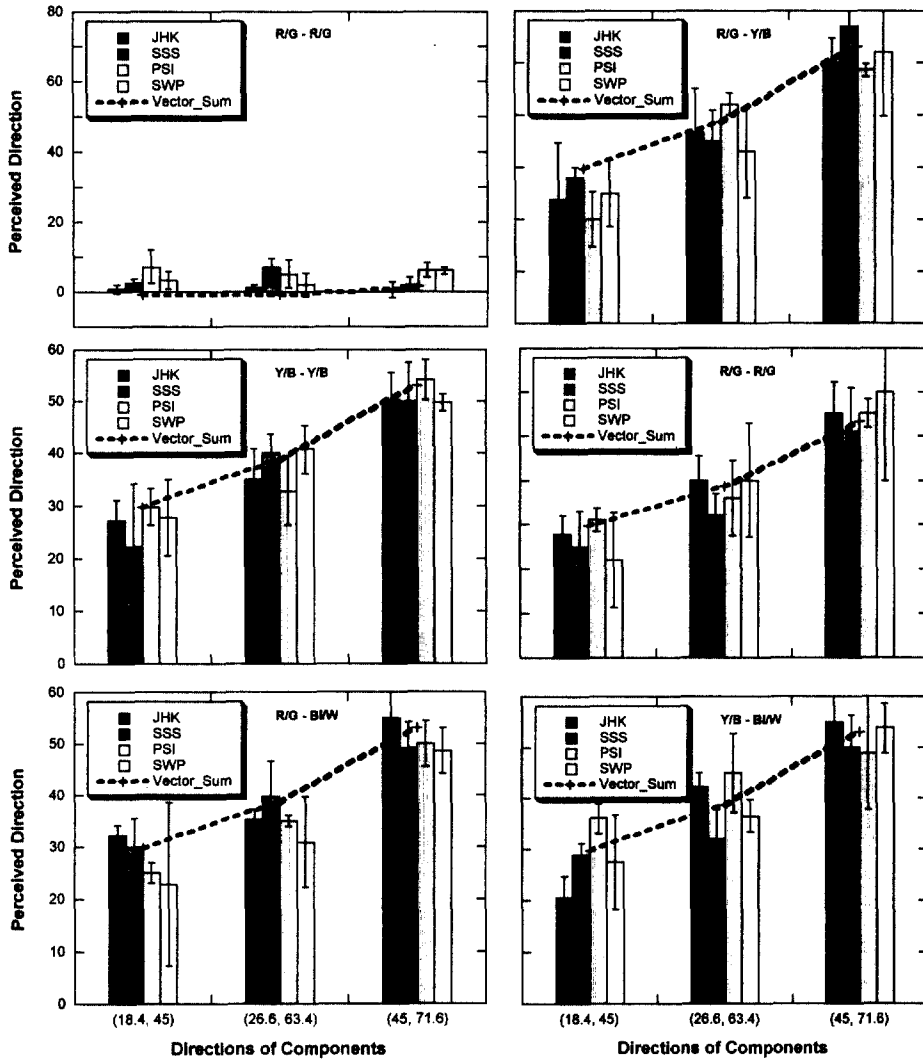 R/G - R/G
JHK
SSS
PSI
SWP
Vector_Sum
80
60
40
20
0
Perceived Direction
R/G - Y/B
JHK
SSS
PSI
SWP
Vector_Sum
Y/B - Y/B
JHK
SSS
PSI
SWP
Vector_Sum
60
50
40
30
20
10
0
Perceived Direction
R/G - R/G
JHK
SSS
PSI
SWP
Vector_Sum
R/G - Bl/W
JHK
SSS
PSI
SWP
Vector_Sum
60
50
40
30
20
10
0
Perceived Direction
(18.4, 45)
(26.6, 63.4)
(45, 71.6)
Directions of Components
Y/B - Bl/W
JHK
SSS
PSI
SWP
Vector_Sum
(18.4, 45)
(26.6, 63.4)
(45, 71.6)
Directions of Components